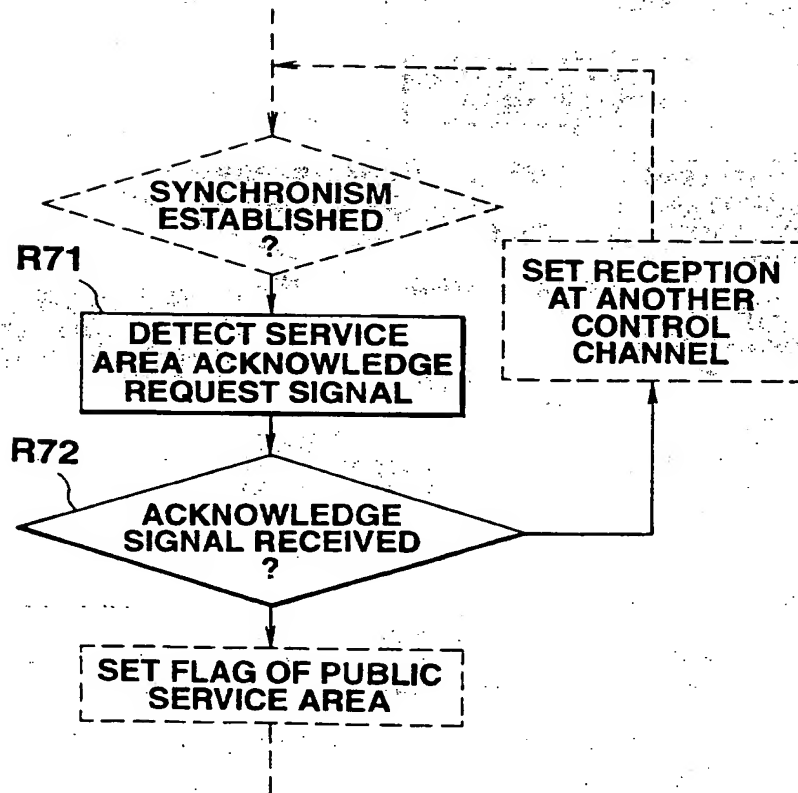 SYNCHRONISM
ESTABLISHED
?
R71
DETECT SERVICE
AREA ACKNOWLEDGE
REQUEST SIGNAL
SET RECEPTION
AT ANOTHER
CONTROL
CHANNEL
R72
ACKNOWLEDGE
SIGNAL RECEIVED
?
SET FLAG OF PUBLIC
SERVICE AREA